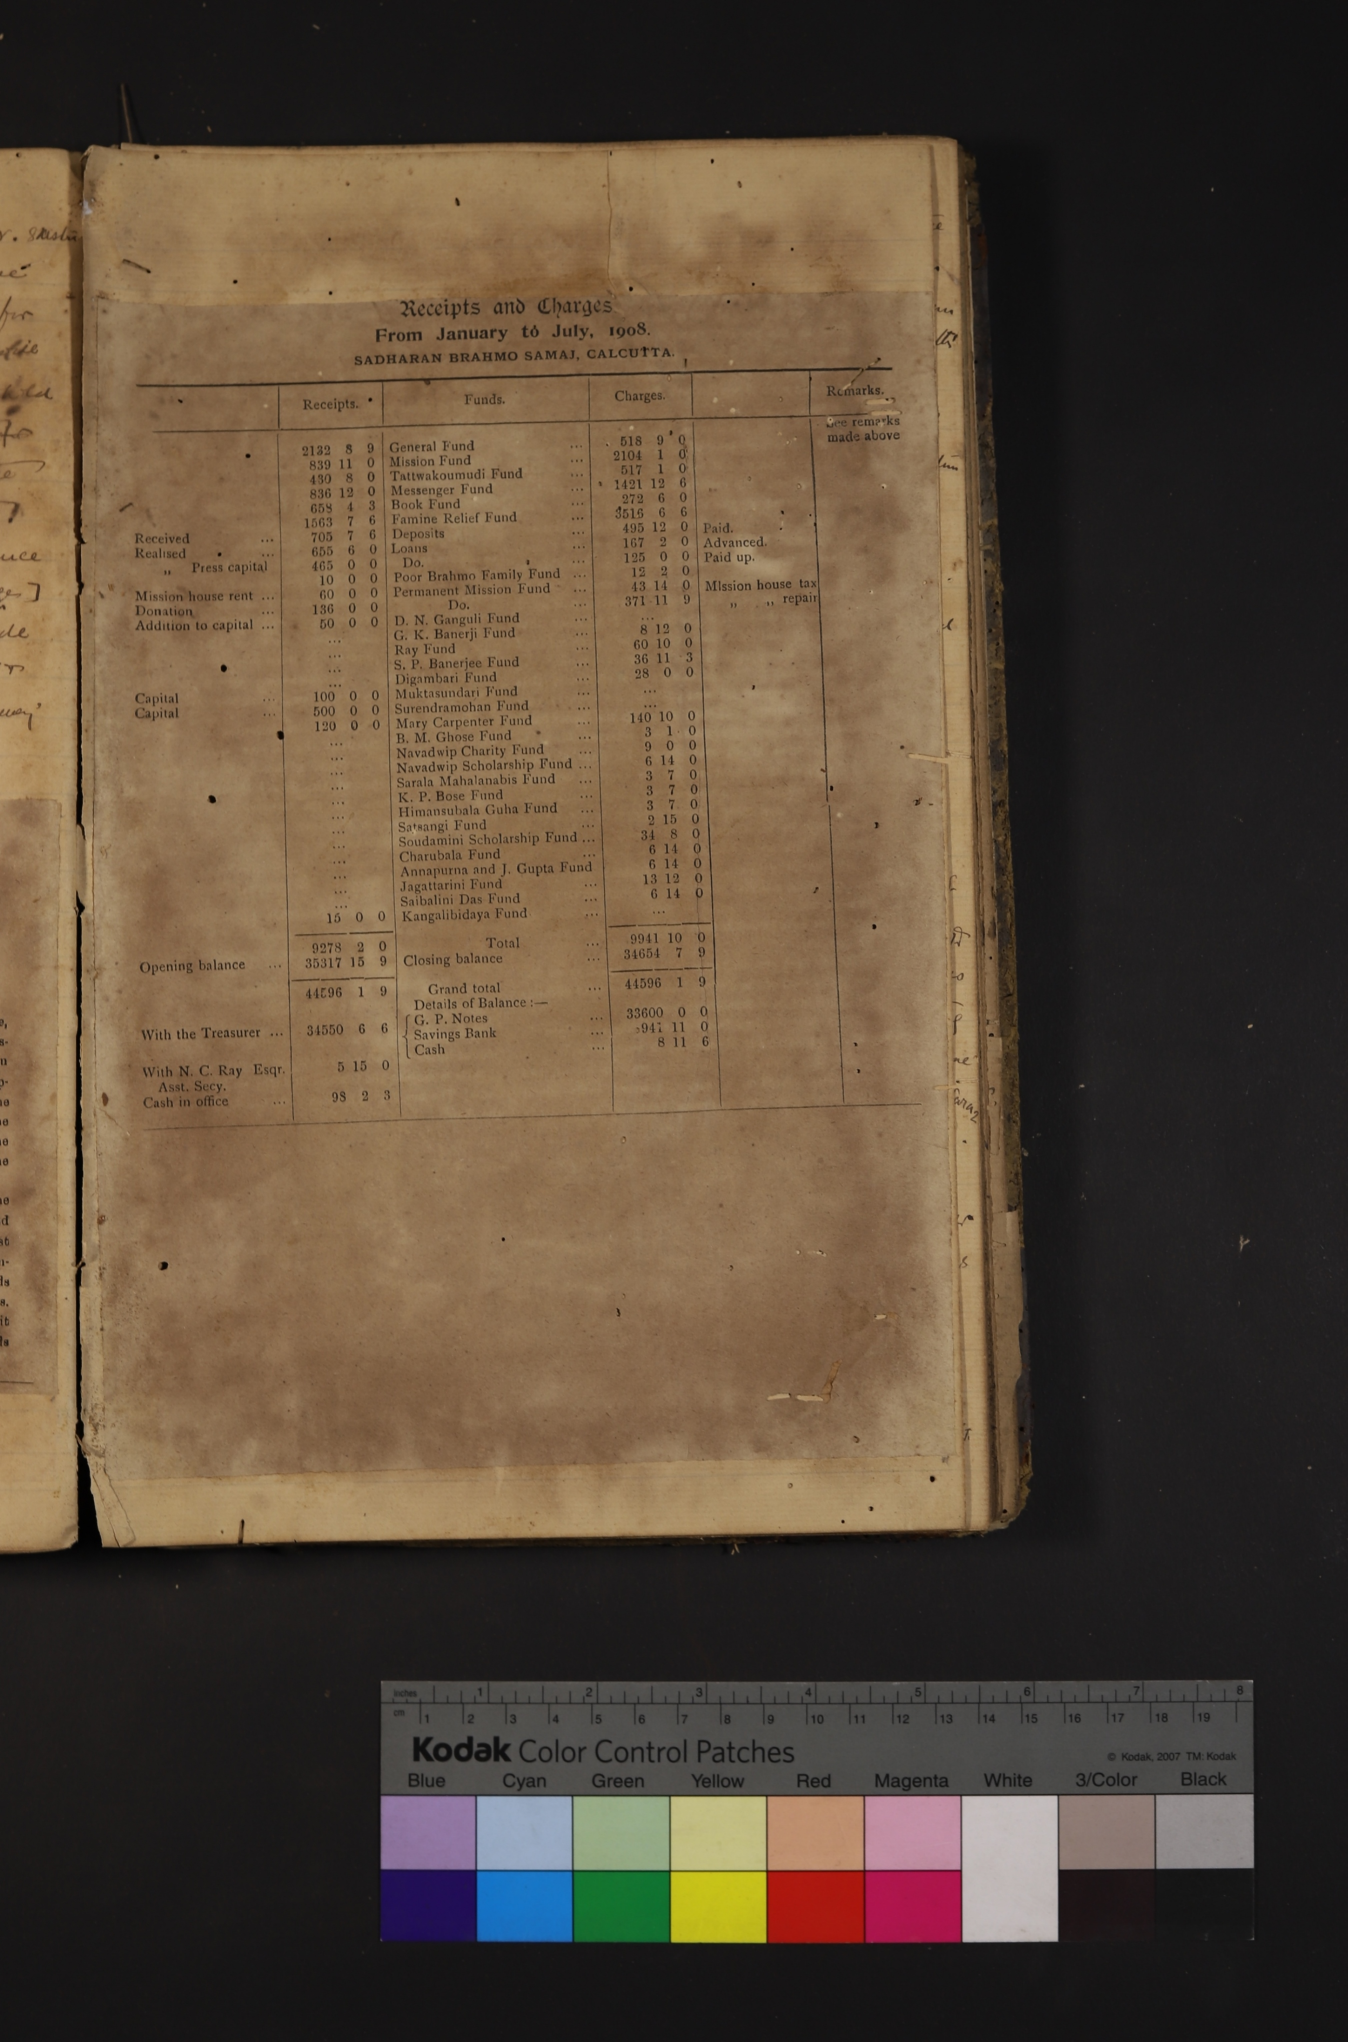 Receipts and Charges
From January to July, 1908.
SADHARAN BRAHMO SAMAJ, CALCUTTA.
Receipts. Funds. Charges. Remarks.
See remarks
made above
2132 8 9 General Fund ... 518 9 0
839 11 0 Mission Fund ... 2104 1 0
430 8 0 Tattwakoumudi Fund ... 517 1 0
836 12 0 Messenger Fund ... 1421 12 6
658 4 3 Book Fund ... 272 6 0
1563 7 6 Famine Relief Fund ... 3516 6 6
Received ... 705 7 6 Deposits ... 495 12 0 Paid.
Realised ... 655 6 0 Loans ... 167 2 0 Advanced.
„ Press capital 465 0 0 Do. ... 125 0 0 Paid up.
10 0 0 Poor Brahmo Family Fund ... 12 2 0
Mission house rent ... 60 0 0 Permanent Mission Fund ... 43 14 0 Mission house tax
Donation ... 136 0 0 Do. ... 371 11 9 „ „ repair
Addition to capital ... 50 0 0 D. N. Ganguli Fund ... ...
... G. K. Banerji Fund ... 8 12 0
... Ray Fund ... 60 10 0
... S. P. Banerjee Fund ... 36 11 3
... Digambari Fund ... 28 0 0
Capital ... 100 0 0 Muktasundari Fund ... ...
Capital ... 500 0 0 Surendramohan Fund ... ...
120 0 0 Mary Carpenter Fund ... 140 10 0
... B. M. Ghose Fund ... 3 1 0
... Navadwip Charity Fund ... 9 0 0
... Navadwip Scholarship Fund ... 6 14 0
... Sarala Mahalanabis Fund ... 3 7 0
... K. P. Bose Fund ... 3 7 0
... Himansubala Guha Fund ... 3 7 0
... Satsangi Fund ... 2 15 0
... Soudamini Scholarship Fund ... 34 8 0
... Charubala Fund ... 6 14 0
... Annapurna and J. Gupta Fund 6 14 0
... Jagattarini Fund ... 13 12 0
... Saibalini Das Fund ... 6 14 0
15 0 0 Kangalibidaya Fund ... ...
9278 2 0 Total ... 9941 10 0
Opening balance ... 35317 15 9 Closing balance ... 34654 7 9
44596 1 9 Grand total ... 44596 1 9
Details of Balance :—
G. P. Notes ... 33600 0 0
With the Treasurer ... 34550 6 6 Savings Bank ... 941 11 0
Cash ... 8 11 6
With N. C. Ray Esqr. 5 15 0
Asst. Secy.
Cash in office ... 98 2 3
inches 1 2 3 4 5 6 7 8
cm 1 2 3 4 5 6 7 8 9 10 11 12 13 14 15 16 17 18 19
Kodak Color Control Patches
© Kodak, 2007 TM: Kodak
Blue Cyan Green Yellow Red Magenta White 3/Color Black